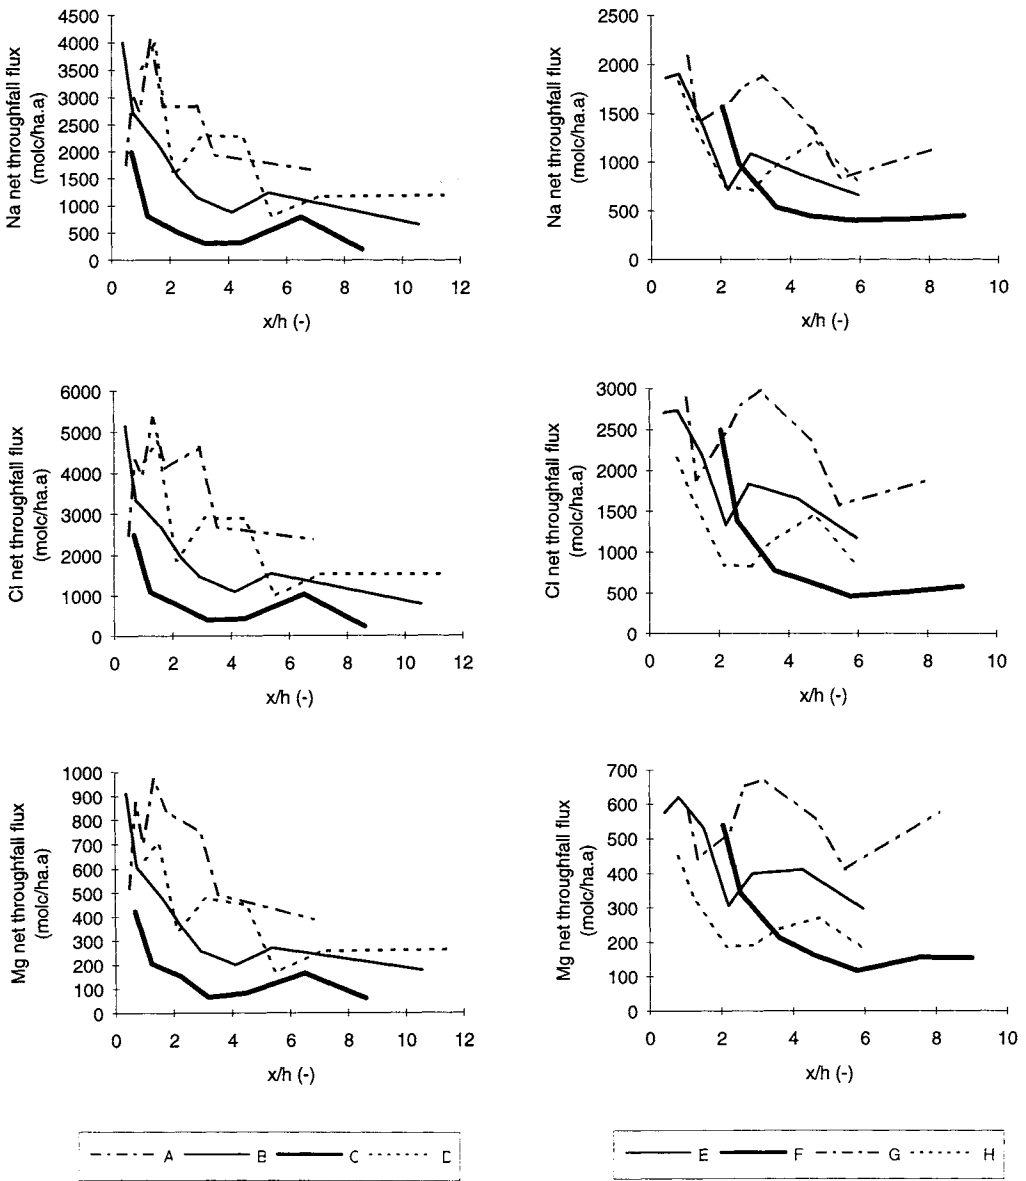 Na net throughfall flux
(molc/ha.a)
4500
4000
3500
3000
2500
2000
1500
1000
500
0
0 2 4 6 8 10 12
x/h (-)
Na net throughfall flux
(molc/ha.a)
2500
2000
1500
1000
500
0
0 2 4 6 8 10
x/h (-)
Cl net throughfall flux
(molc/ha.a)
6000
5000
4000
3000
2000
1000
0
0 2 4 6 8 10 12
x/h (-)
Cl net throughfall flux
(molc/ha.a)
3000
2500
2000
1500
1000
500
0
0 2 4 6 8 10
x/h (-)
Mg net throughfall flux
(molc/ha.a)
1000
900
800
700
600
500
400
300
200
100
0
0 2 4 6 8 10 12
x/h (-)
Mg net throughfall flux
(molc/ha.a)
700
600
500
400
300
200
100
0
0 2 4 6 8 10
x/h (-)
A B C D
E F G H